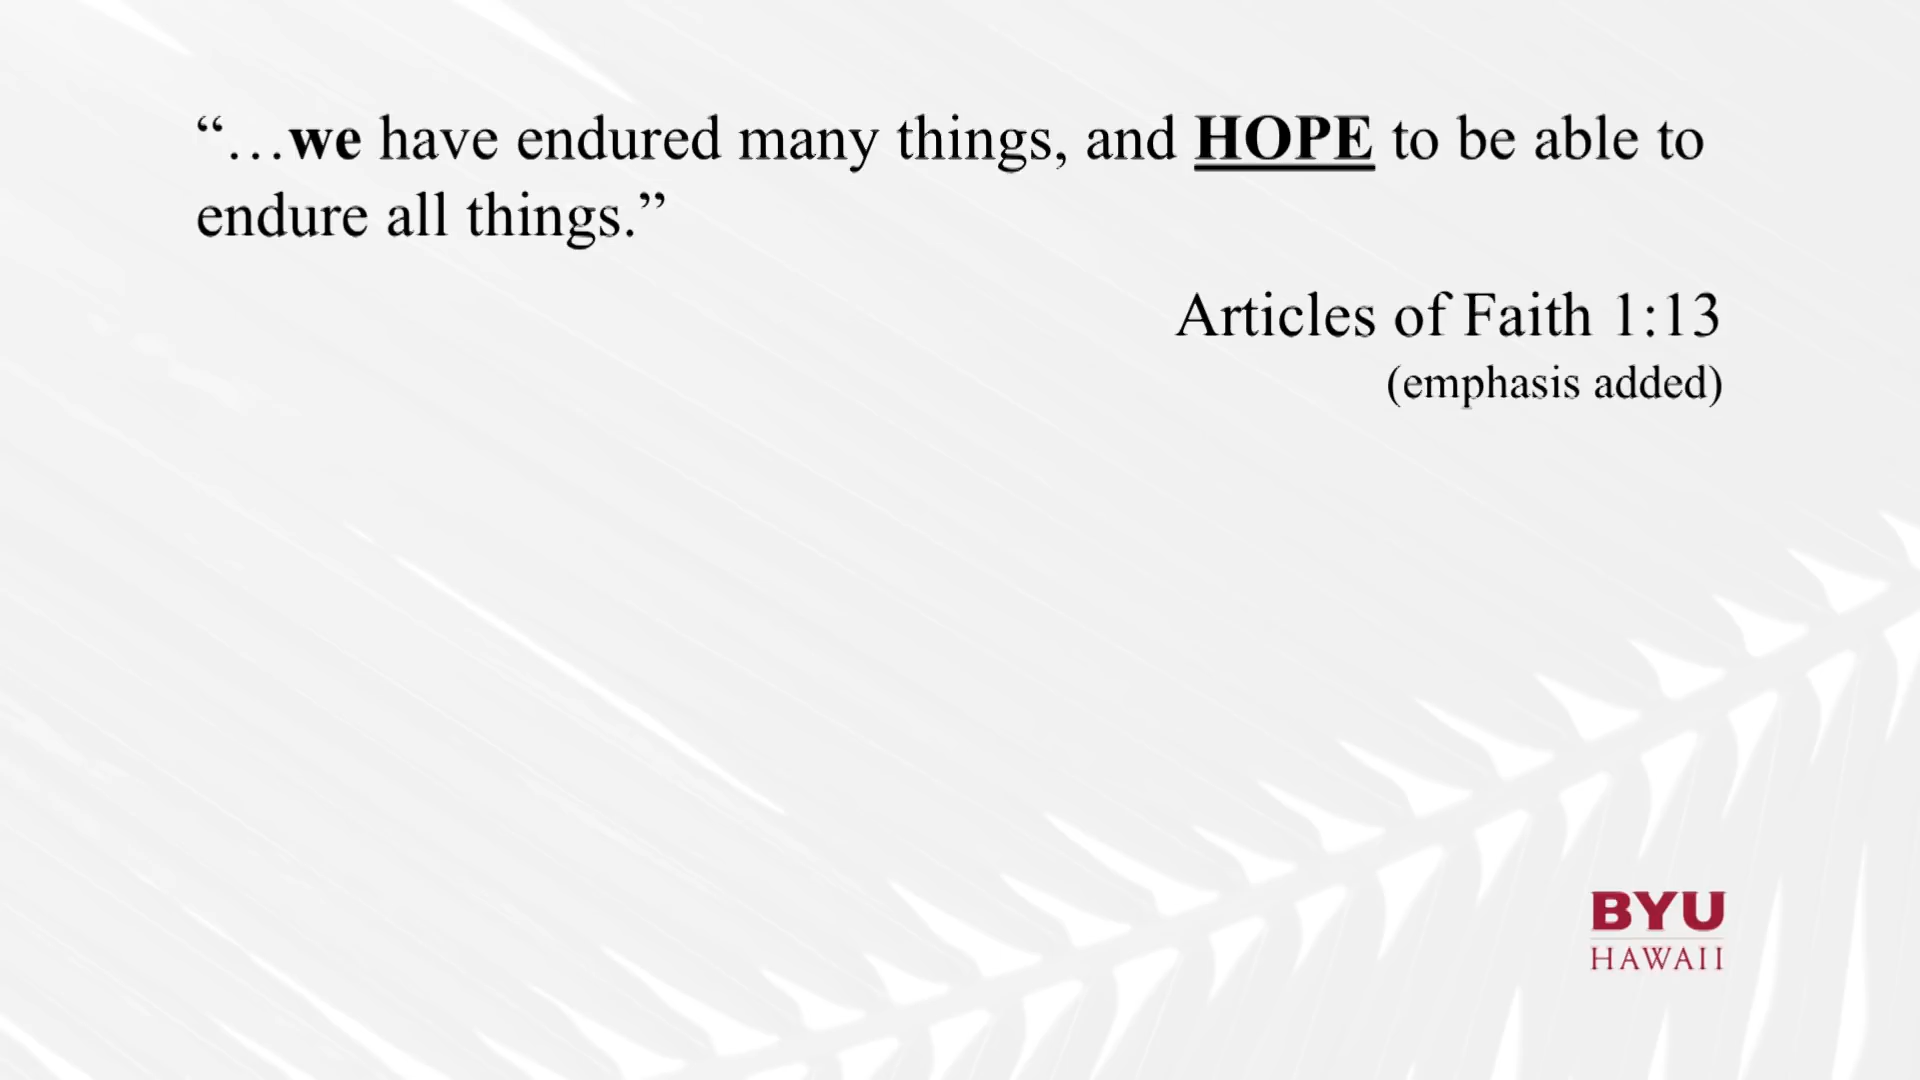 “…we have endured many things, and HOPE to be able to
endure all things.”
Articles of Faith 1:13
(emphasis added)
BYU
HAWAII